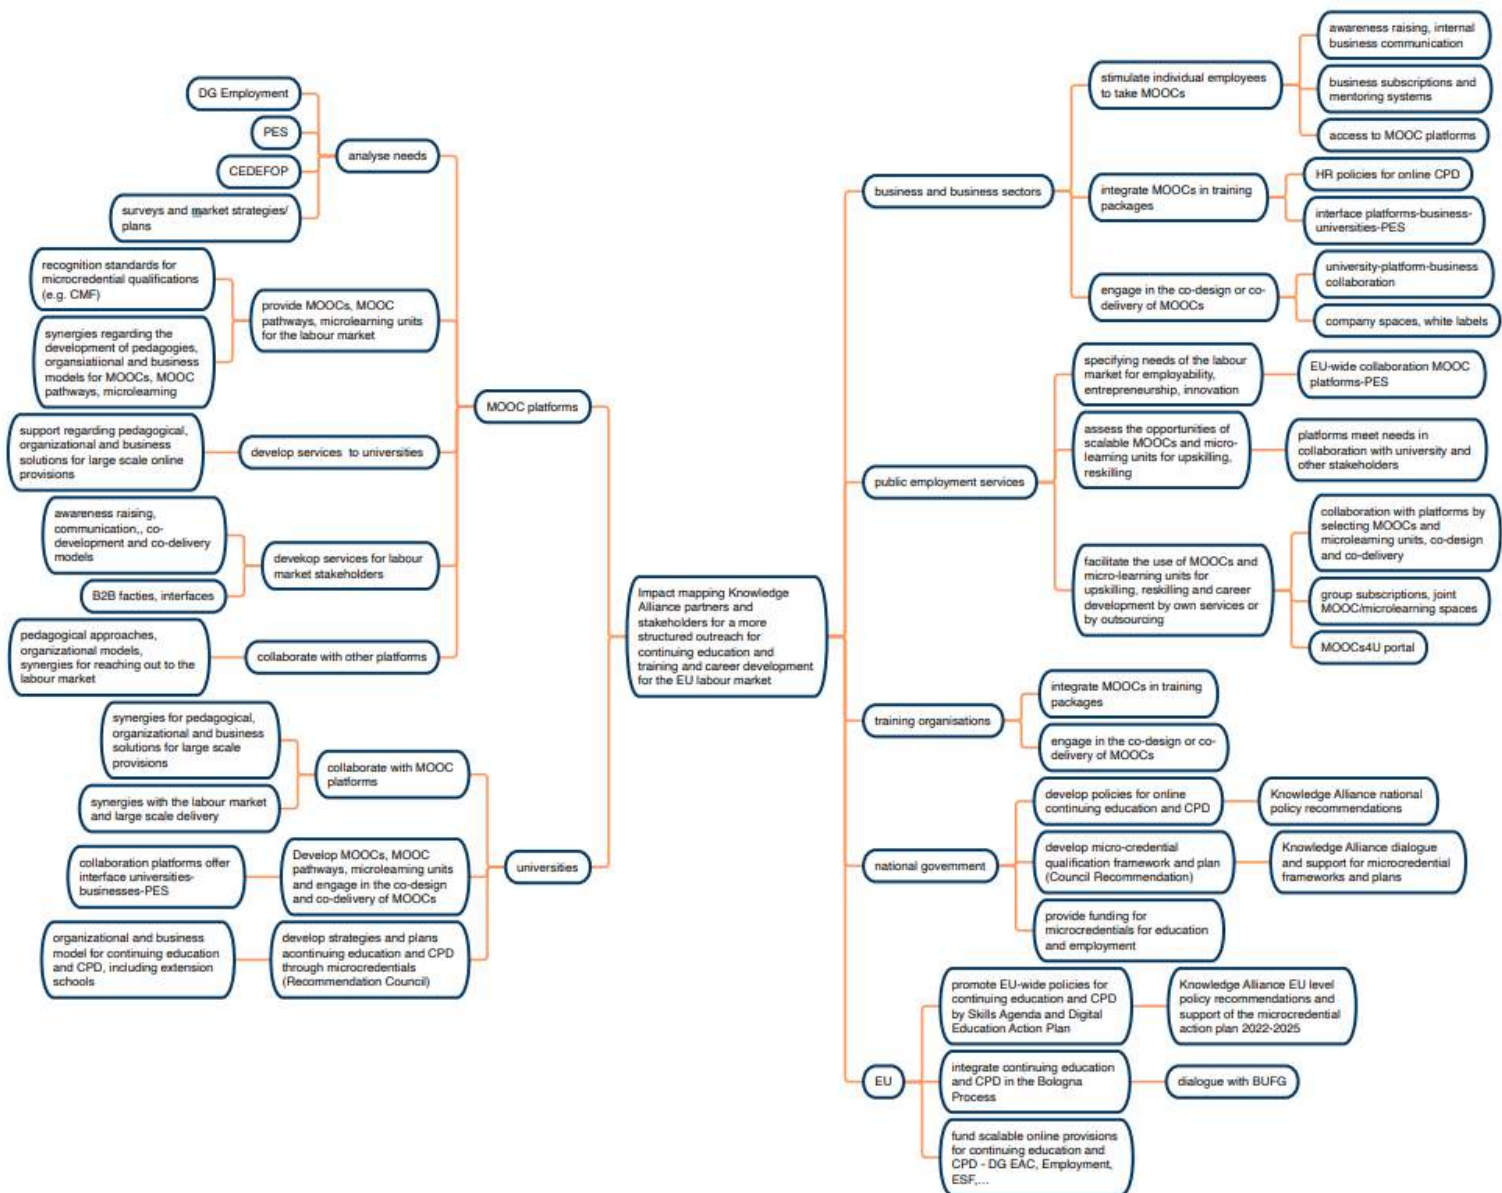 DG Employment
PES
CEDEFOP
surveys and market strategies/
plans
analyse needs
recognition standards for
microcredential qualifications
(e.g. CMF)
synergies regarding the
development of pedagogies,
organsiatiional and business
models for MOOCs, MOOC
pathways, microlearning
provide MOOCs, MOOC
pathways, microlearning units
for the labour market
support regarding pedagogical,
organizational and business
solutions for large scale online
provisions
develop services to universities
awareness raising,
communication,, co-
development and co-delivery
models
B2B facties, interfaces
devekop services for labour
market stakeholders
pedagogical approaches,
organizational models,
synergies for reaching out to the
labour market
collaborate with other platforms
MOOC platforms
synergies for pedagogical,
organizational and business
solutions for large scale
provisions
synergies with the labour market
and large scale delivery
collaborate with MOOC
platforms
collaboration platforms offer
interface universities-
businesses-PES
Develop MOOCs, MOOC
pathways, microlearning units
and engage in the co-design
and co-delivery of MOOCs
organizational and business
model for continuing education
and CPD, including extension
schools
develop strategies and plans
acontinuing education and CPD
through microcredentials
(Recommendation Council)
universities
Impact mapping Knowledge
Alliance partners and
stakeholders for a more
structured outreach for
continuing education and
training and career development
for the EU labour market
business and business sectors
stimulate individual employees
to take MOOCs
awareness raising, internal
business communication
business subscriptions and
mentoring systems
access to MOOC platforms
integrate MOOCs in training
packages
HR policies for online CPD
interface platforms-business-
universities-PES
engage in the co-design or co-
delivery of MOOCs
university-platform-business
collaboration
company spaces, white labels
public employment services
specifying needs of the labour
market for employability,
entrepreneurship, innovation
EU-wide collaboration MOOC
platforms-PES
assess the opportunities of
scalable MOOCs and micro-
learning units for upskilling,
reskilling
platforms meet needs in
collaboration with university and
other stakeholders
facilitate the use of MOOCs and
micro-learning units for
upskilling, reskilling and career
development by own services or
by outsourcing
collaboration with platforms by
selecting MOOCs and
microlearning units, co-design
and co-delivery
group subscriptions, joint
MOOC/microlearning spaces
MOOCs4U portal
training organisations
integrate MOOCs in training
packages
engage in the co-design or co-
delivery of MOOCs
national government
develop policies for online
continuing education and CPD
Knowledge Alliance national
policy recommendations
develop micro-credential
qualification framework and plan
(Council Recommendation)
Knowledge Alliance dialogue
and support for microcredential
frameworks and plans
provide funding for
microcredentials for education
and employment
EU
promote EU-wide policies for
continuing education and CPD
by Skills Agenda and Digital
Education Action Plan
Knowledge Alliance EU level
policy recommendations and
support of the microcredential
action plan 2022-2025
integrate continuing education
and CPD in the Bologna
Process
dialogue with BUFG
fund scalable online provisions
for continuing education and
CPD - DG EAC, Employment,
ESF,...